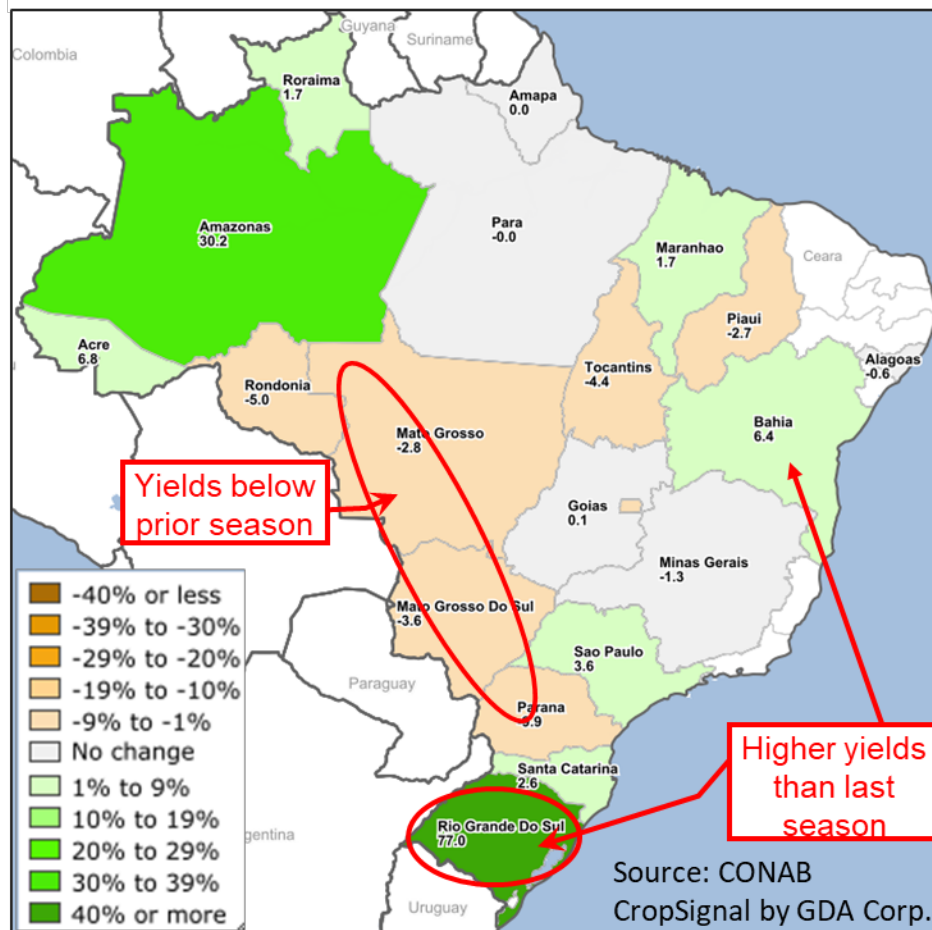 Guyana
Suriname
Colombia
Roraima
1.7
Amapa
0.0
Amazonas
30.2
Para
-0.0
Maranhao
1.7
Ceara
Piaui
-2.7
Acre
6.8
Rondonia
-5.0
Tocantins
-4.4
Alagoas
-0.6
Mato Grosso
-2.8
Bahia
6.4
Yields below
prior season
Goias
0.1
Minas Gerais
-1.3
Mato Grosso Do Sul
-3.6
Sao Paulo
3.6
Paraguay
Parana
Santa Catarina
2.6
Higher yields
than last
season
Rio Grande Do Sul
77.0
Uruguay
-40% or less
-39% to -30%
-29% to -20%
-19% to -10%
-9% to -1%
No change
1% to 9%
10% to 19%
20% to 29%
30% to 39%
40% or more
gentina
Source: CONAB
CropSignal by GDA Corp.